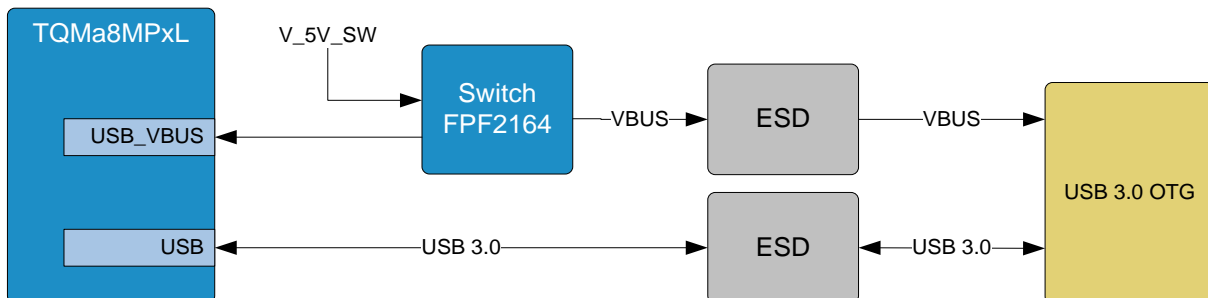 TQMa8MPxL
V_5V_SW
Switch
FPF2164
VBUS
ESD
VBUS
USB_VBUS
USB 3.0 OTG
USB
USB 3.0
ESD
USB 3.0